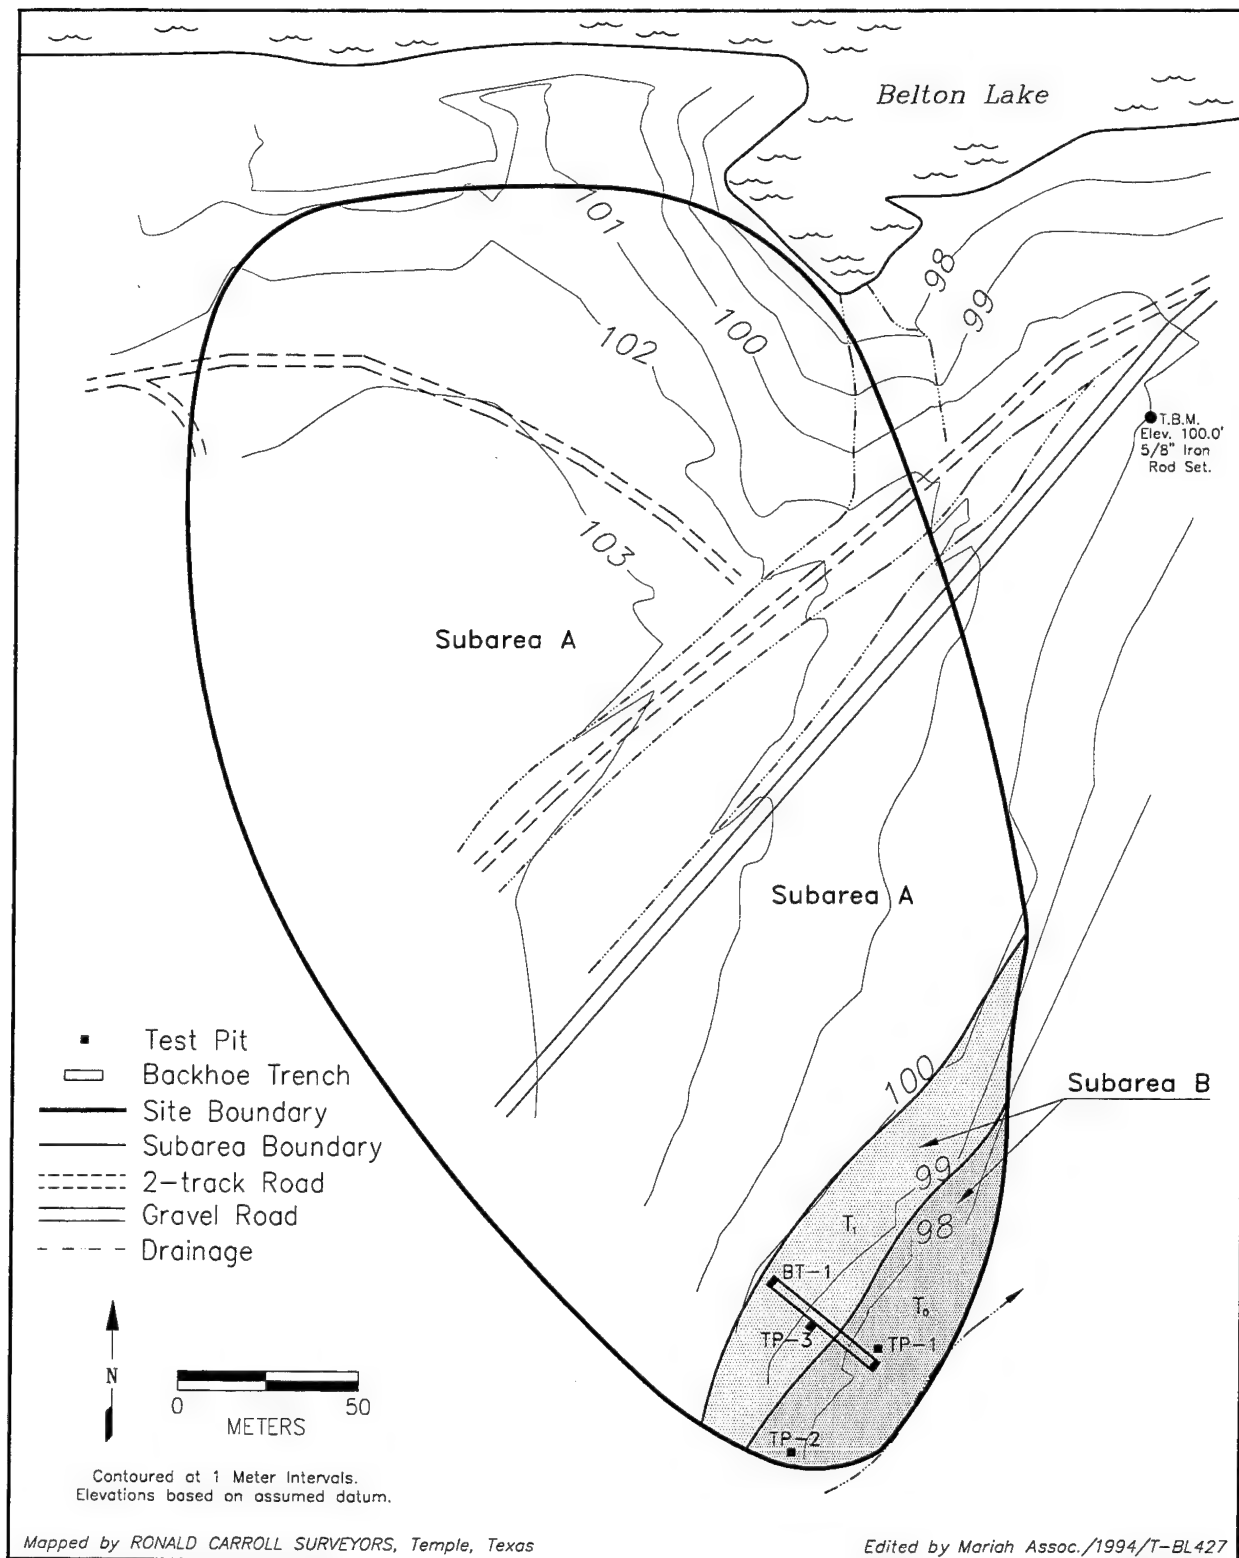 Belton Lake
101
98
99
102
100
T.B.M.
Elev. 100.0'
5/8" Iron
Rod Set.
103
Subarea A
Subarea A
Test Pit
Backhoe Trench
Site Boundary
Subarea Boundary
2-track Road
Gravel Road
Drainage
100
Subarea B
99
98
T₁
BT-1
T₀
TP-3
TP-1
TP-2
N
0 50
METERS
Contoured at 1 Meter Intervals.
Elevations based on assumed datum.
Mapped by RONALD CARROLL SURVEYORS, Temple, Texas
Edited by Mariah Assoc./1994/T-BL427